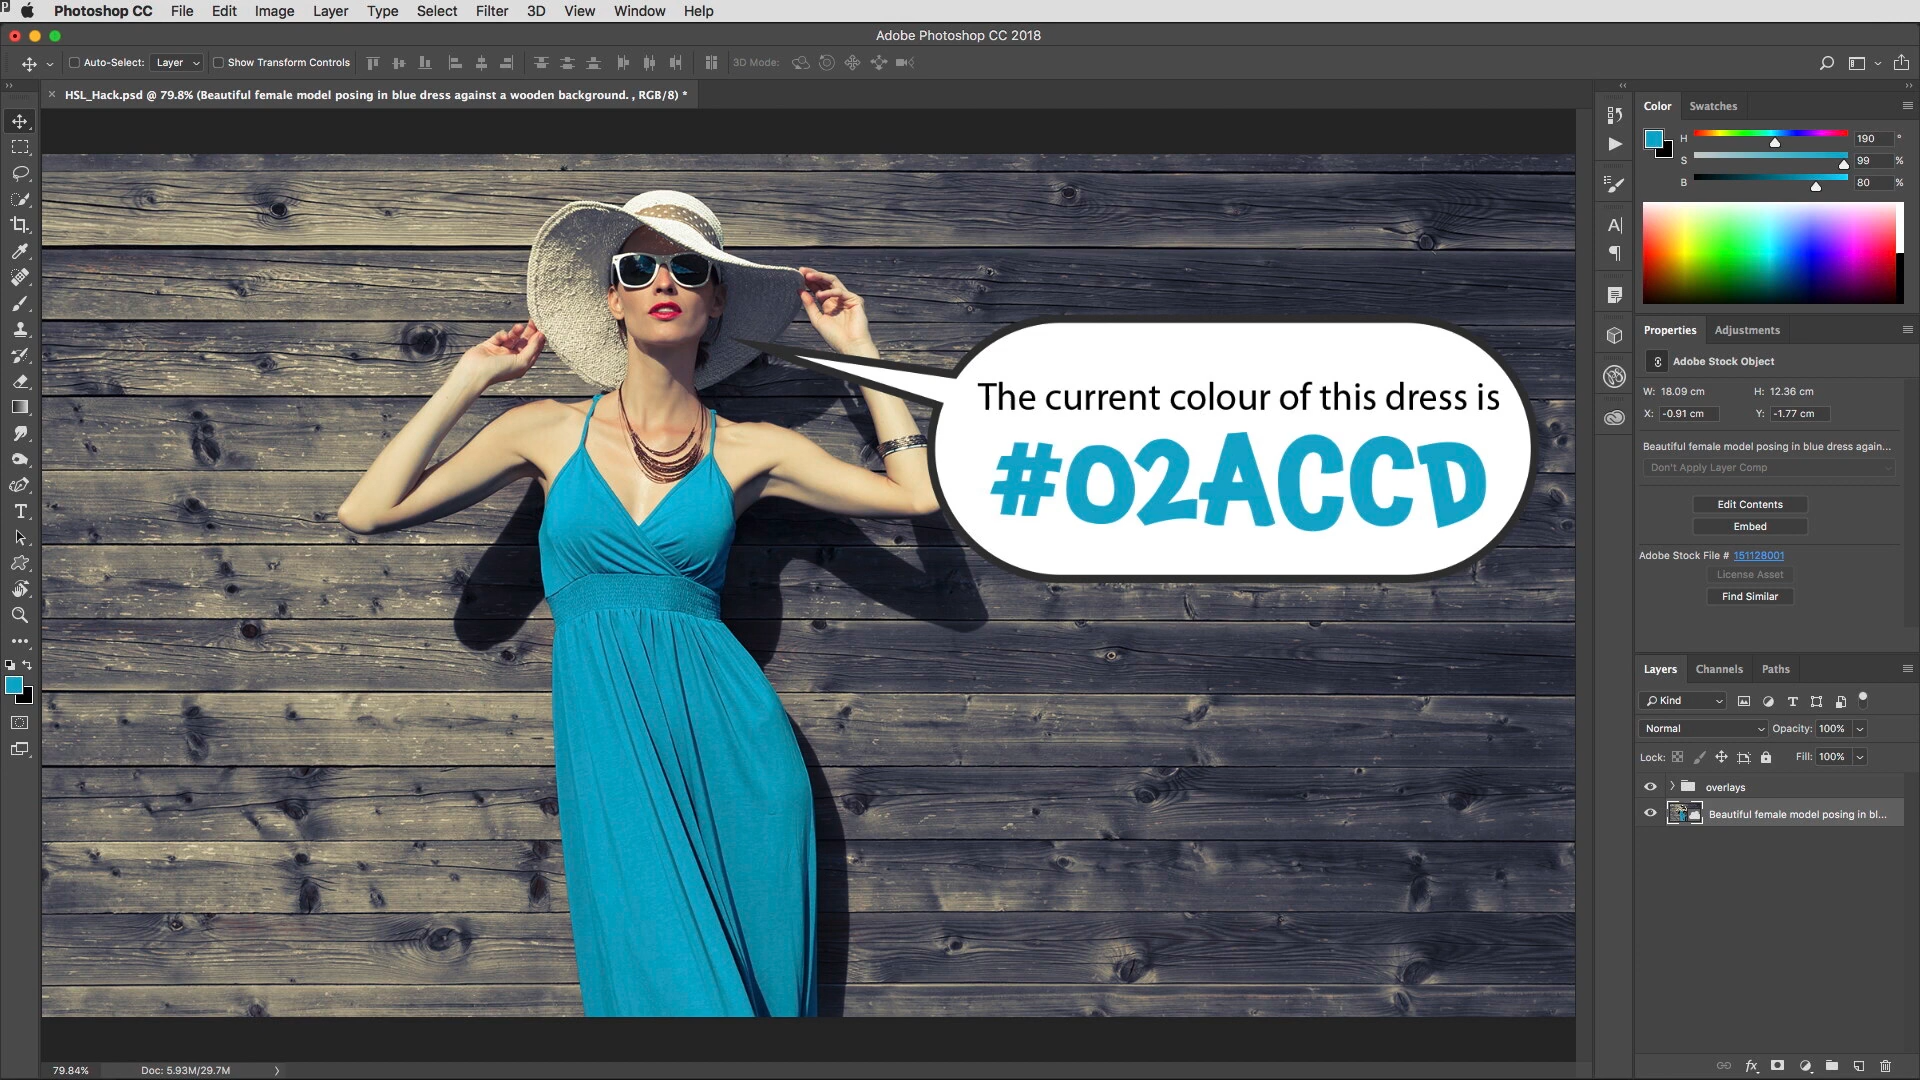 Photoshop CC File Edit Image Layer Type Select Filter 3D View Window Help
Adobe Photoshop CC 2018
Auto-Select: Layer Show Transform Controls 3D Mode:
HSL_Hack.psd @ 79.8% (Beautiful female model posing in blue dress against a wooden background. , RGB/8) *
Color Swatches
H 190 °
S 99 %
B 80 %
The current colour of this dress is
#02ACCD
Properties Adjustments
Adobe Stock Object
W: 18.09 cm H: 12.36 cm
X: -0.91 cm Y: -1.77 cm
Beautiful female model posing in blue dress again...
Don't Apply Layer Comp
Edit Contents
Embed
Adobe Stock File # 151128001
License Asset
Find Similar
Layers Channels Paths
Kind
Normal Opacity: 100%
Lock: Fill: 100%
overlays
Beautiful female model posing in bl...
79.84% Doc: 5.93M/29.7M